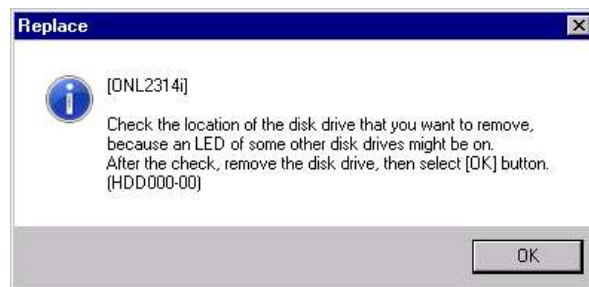 Replace
[ONL2314i]
Check the location of the disk drive that you want to remove,
because an LED of some other disk drives might be on.
After the check, remove the disk drive, then select [OK] button.
(HDD000-00)
OK